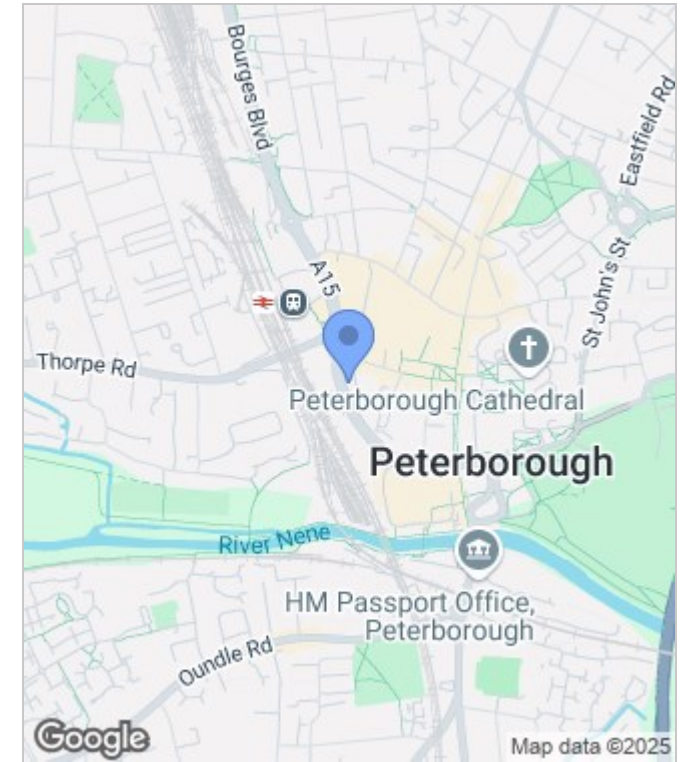 Bourges Blvd
Eastfield Rd
A15
St John's St
Thorpe Rd
Peterborough Cathedral
Peterborough
River Nene
HM Passport Office,
Peterborough
Oundle Rd
Google
Map data ©2025